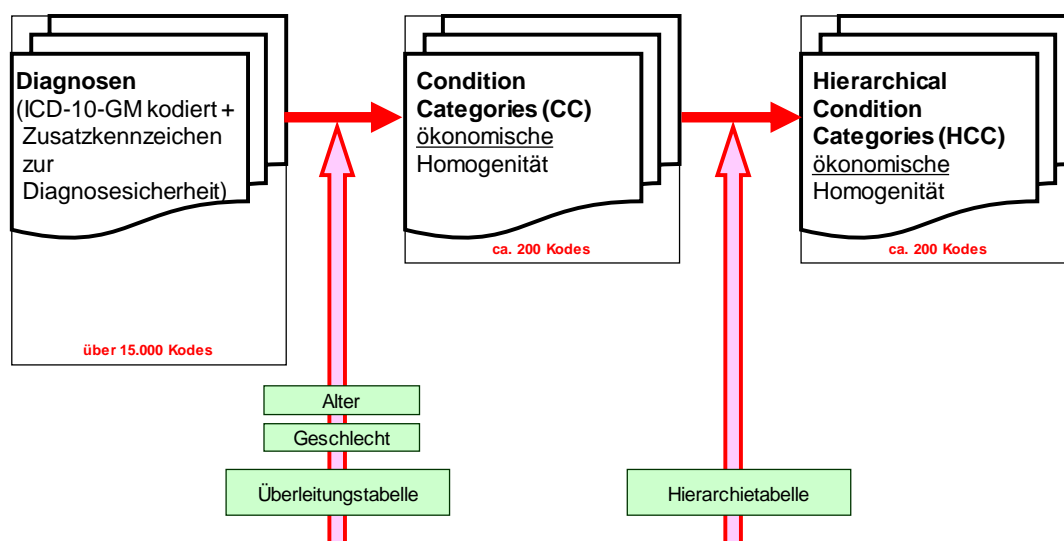 Diagnosen
(ICD-10-GM kodiert +
Zusatzkennzeichen
zur
Diagnosesicherheit)
über 15.000 Kodes
Condition
Categories (CC)
ökonomische
Homogenität
ca. 200 Kodes
Hierarchical
Condition
Categories (HCC)
ökonomische
Homogenität
ca. 200 Kodes
Alter
Geschlecht
Überleitungstabelle
Hierarchietabelle